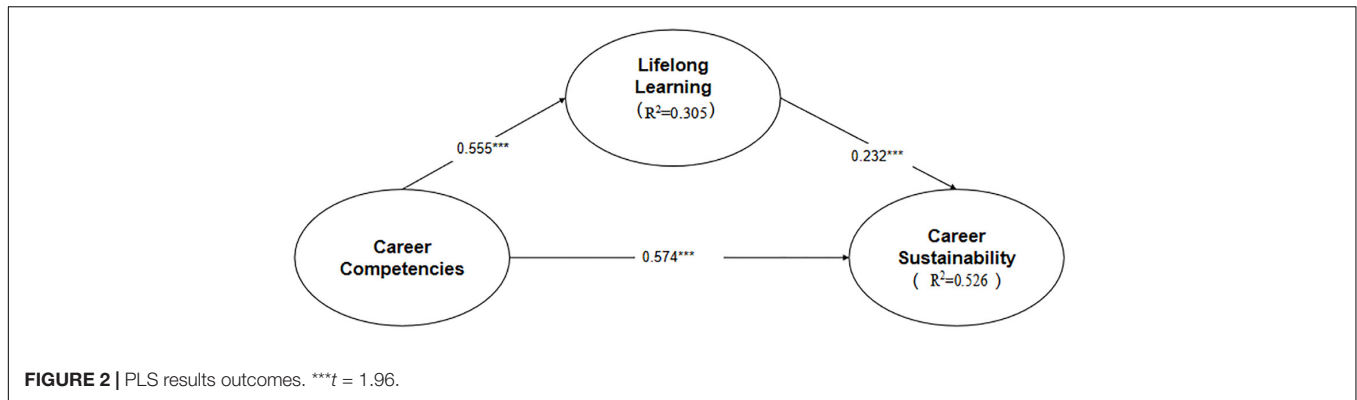 Lifelong
Learning
(R²=0.305)
0.555***
0.232***
Career
Competencies
0.574***
Career
Sustainability
( R²=0.526 )
FIGURE 2 | PLS results outcomes. ***t = 1.96.